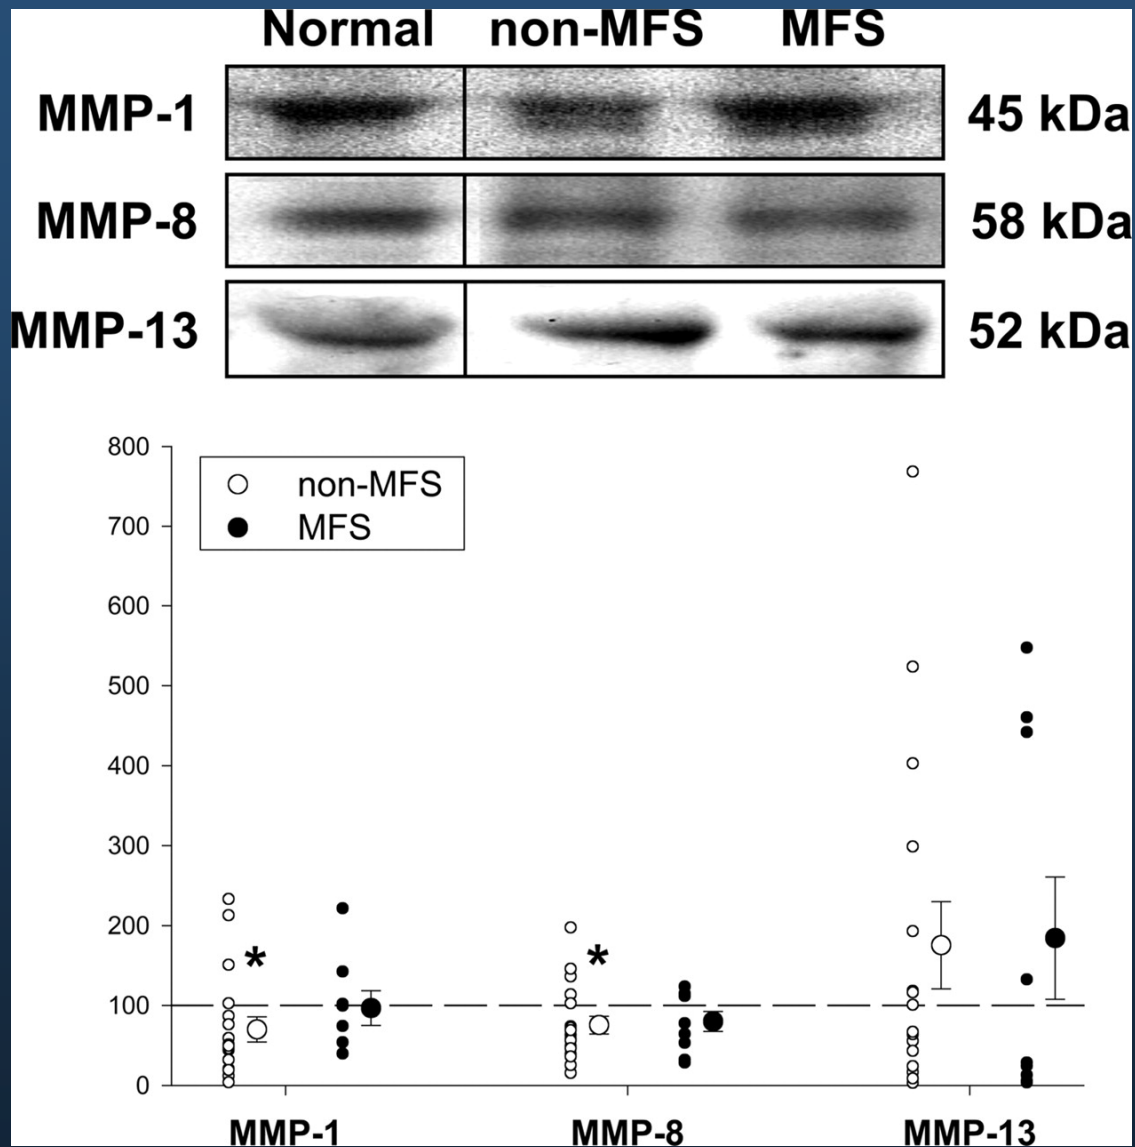 Normal non-MFS MFS
MMP-1 45 kDa
MMP-8 58 kDa
MMP-13 52 kDa
800
non-MFS
MFS
700
600
500
400
300
200
* *
100
0
MMP-1 MMP-8 MMP-13